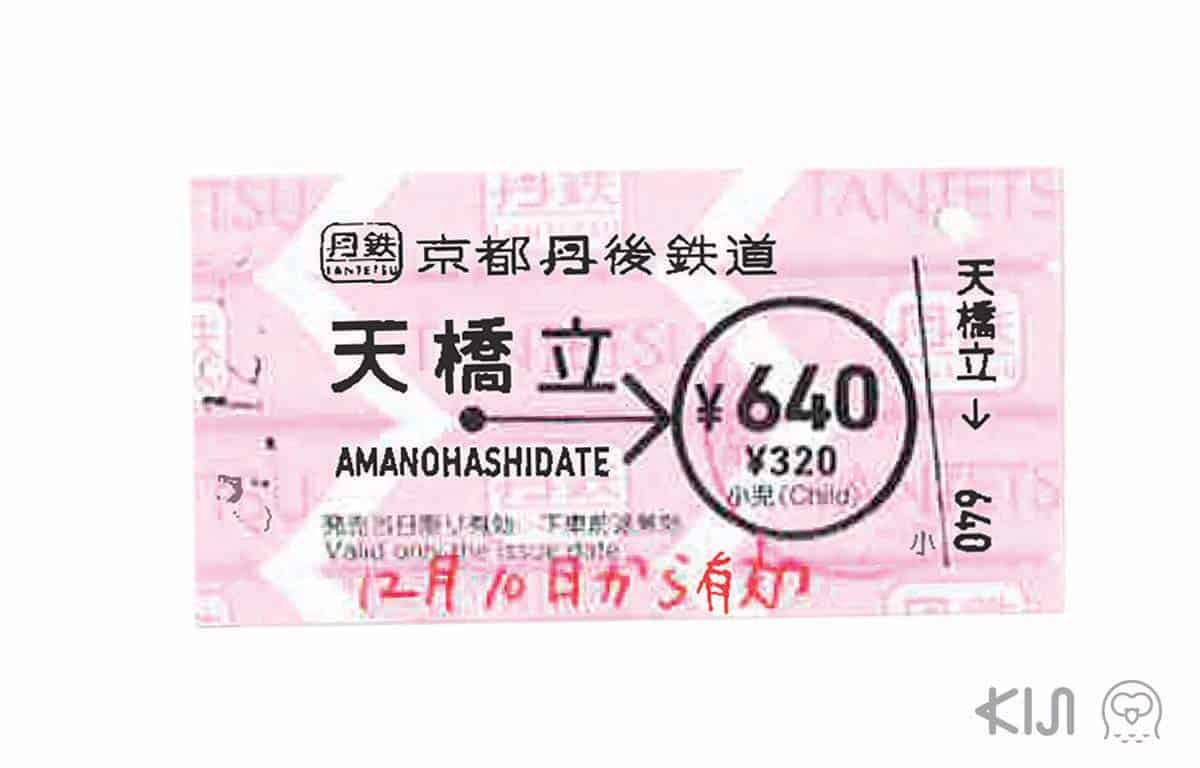 丹鉄
TANTETSU
京都丹後鉄道
天橋立
AMANOHASHIDATE
¥640
¥320
小児(Child)
発売当日限り有効 下車前途無効
Valid only the issue date
12月10日から有効
天橋立→640
小
KIJI